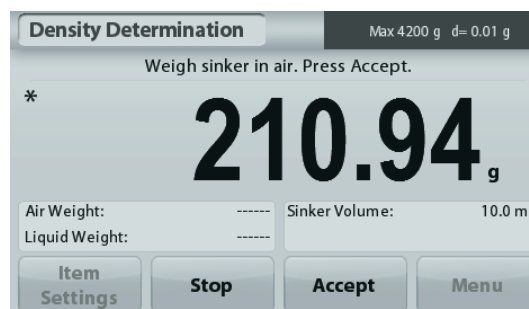 Density Determination Max 4200 g d= 0.01 g
Weigh sinker in air. Press Accept.
*
210.94 g
Air Weight: ------ Sinker Volume: 10.0 m
Liquid Weight: ------
Item Settings Stop Accept Menu